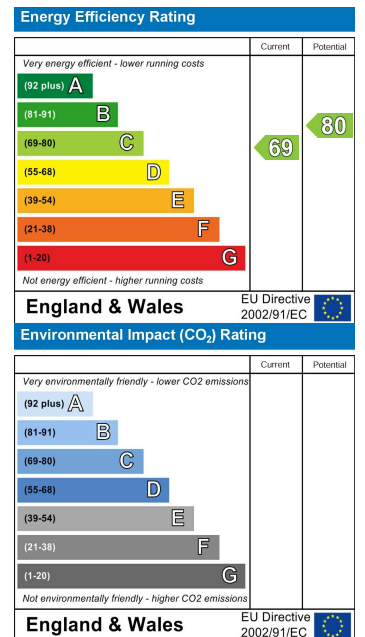 Energy Efficiency Rating
Current Potential
Very energy efficient - lower running costs
(92 plus) A
(81-91) B
(69-80) C
(55-68) D
(39-54) E
(21-38) F
(1-20) G
69
80
Not energy efficient - higher running costs
England & Wales
EU Directive
2002/91/EC
Environmental Impact (CO₂) Rating
Current Potential
Very environmentally friendly - lower CO2 emissions
(92 plus) A
(81-91) B
(69-80) C
(55-68) D
(39-54) E
(21-38) F
(1-20) G
Not environmentally friendly - higher CO2 emissions
England & Wales
EU Directive
2002/91/EC